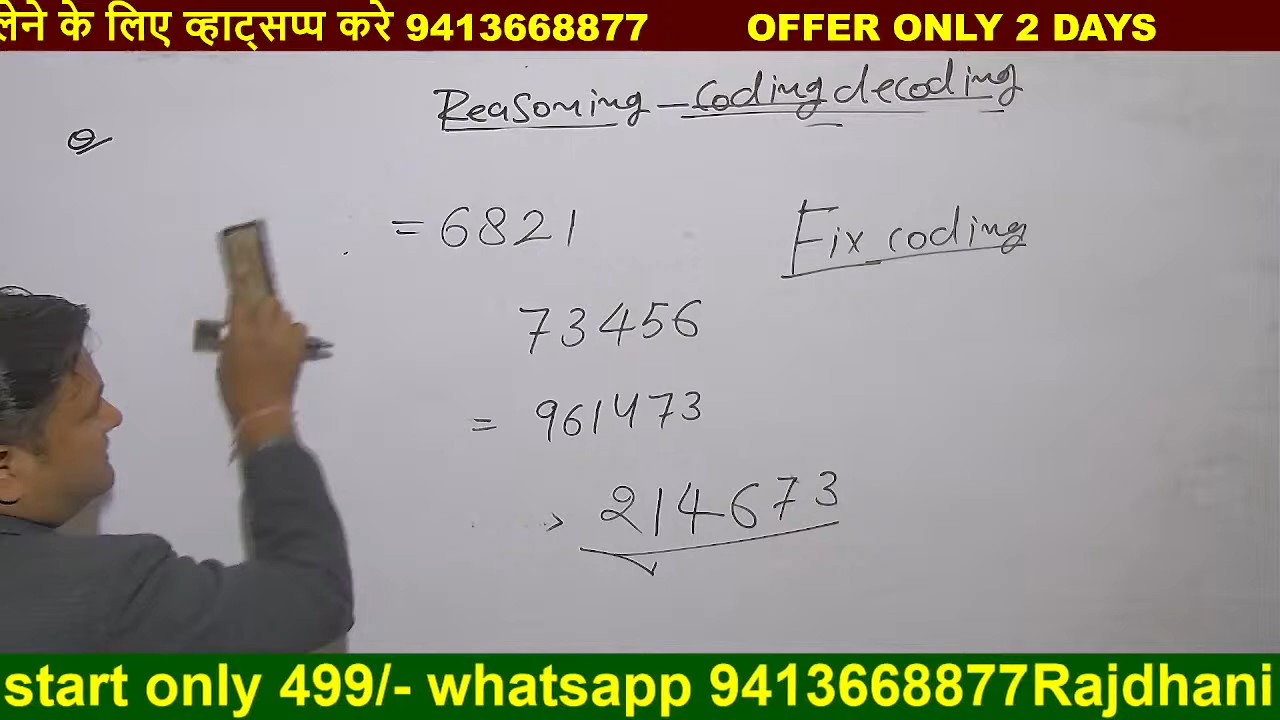 लेने के लिए व्हाट्सप्प करे 9413668877 OFFER ONLY 2 DAYS
Reasoning - Coding decoding
Q
= 6821
Fix coding
73456
= 961473
214673
start only 499/- whatsapp 9413668877Rajdhani